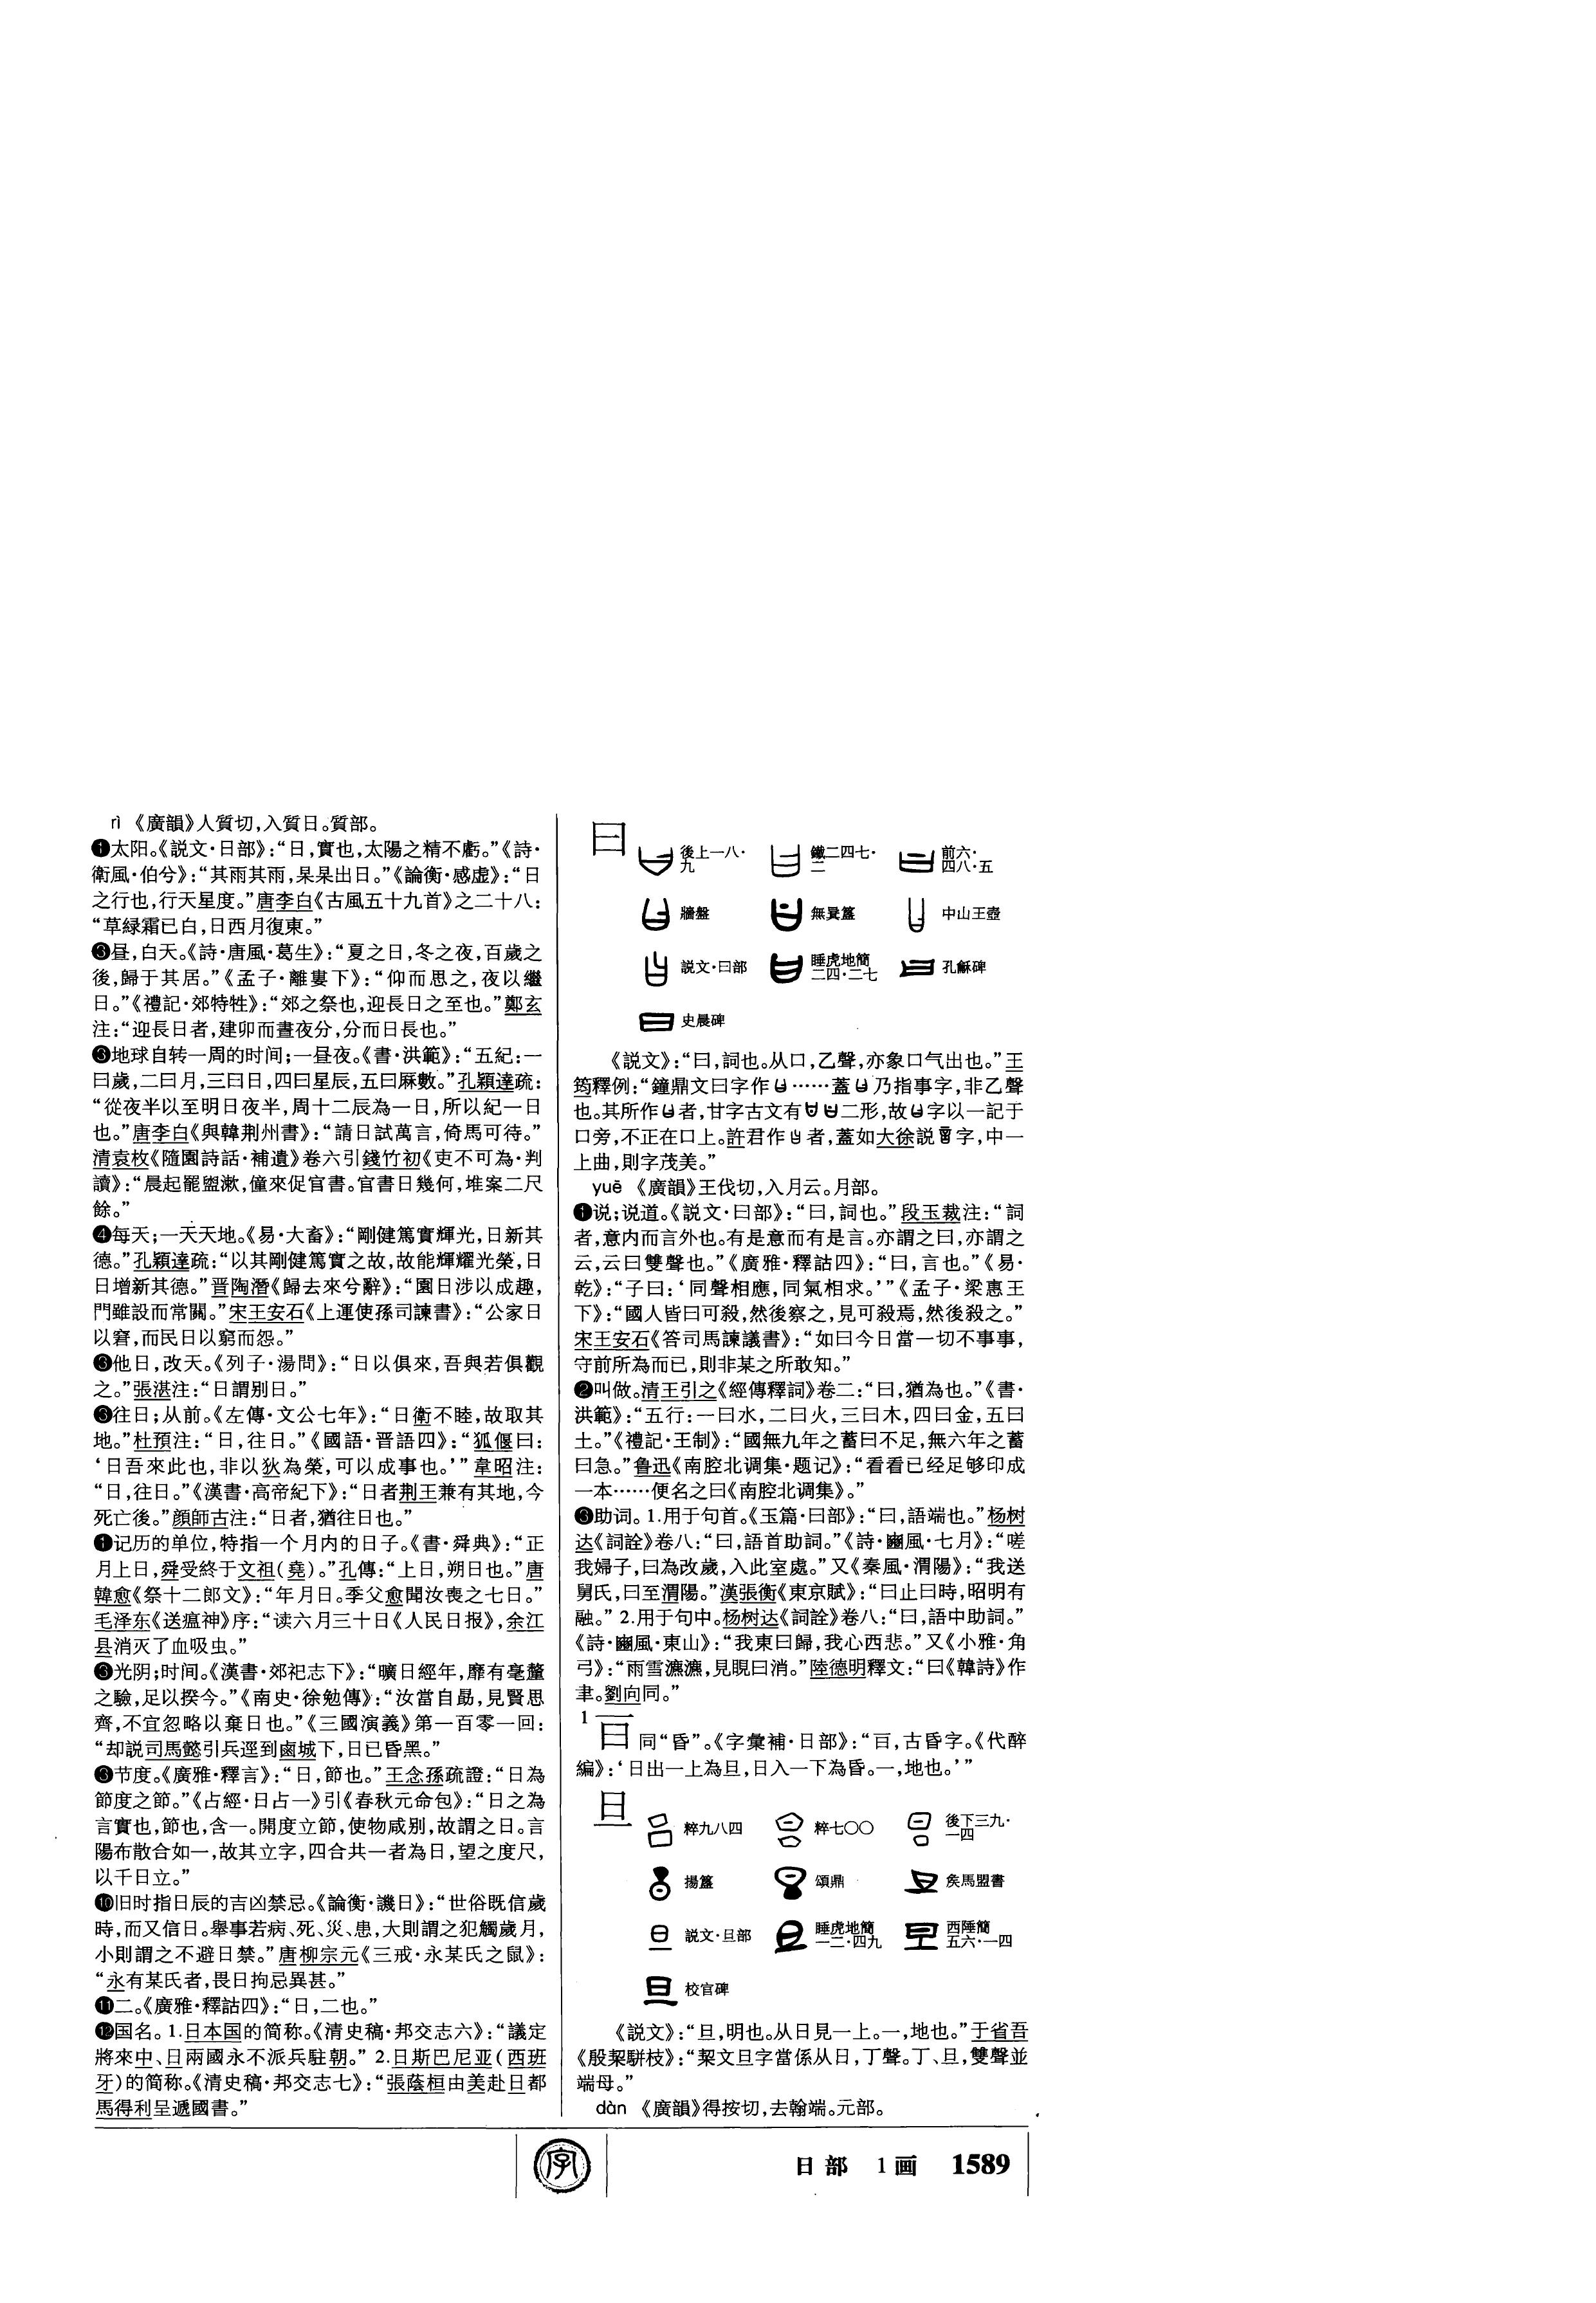 rì 《廣韻》人質切,入質日。質部。
❶太阳。《説文·日部》:“日,實也,太陽之精不虧。”《詩·
衛風·伯兮》:“其雨其雨,杲杲出日。”《論衡·感虚》:“日
之行也,行天星度。”唐李白《古風五十九首》之二十八:
“草緑霜已白,日西月復東。”
❸昼,白天。《詩·唐風·葛生》:“夏之日,冬之夜,百歲之
後,歸于其居。”《孟子·離婁下》:“仰而思之,夜以繼
日。”《禮記·郊特牲》:“郊之祭也,迎長日之至也。”鄭玄
注:“迎長日者,建卯而晝夜分,分而日長也。”
❸地球自转一周的时间;一昼夜。《書·洪範》:“五紀:一
曰歲,二曰月,三曰日,四曰星辰,五曰厤數。”孔穎達疏:
“從夜半以至明日夜半,周十二辰為一日,所以紀一日
也。”唐李白《與韓荆州書》:“請日試萬言,倚馬可待。”
清袁枚《隨園詩話·補遺》卷六引錢竹初《吏不可為·判
讀》:“晨起罷盥漱,僮來促官書。官書日幾何,堆案二尺
餘。”
❹每天;一天天地。《易·大畜》:“剛健篤實輝光,日新其
德。”孔穎達疏:“以其剛健篤實之故,故能輝耀光榮,日
日增新其德。”晋陶潛《歸去來兮辭》:“園日涉以成趣,
門雖設而常關。”宋王安石《上運使孫司諫書》:“公家日
以窘,而民日以窮而怨。”
❸他日,改天。《列子·湯問》:“日以俱來,吾與若俱觀
之。”張湛注:“日謂别日。”
❸往日;从前。《左傳·文公七年》:“日衛不睦,故取其
地。”杜預注:“日,往日。”《國語·晋語四》:“狐偃曰:
‘日吾來此也,非以狄為榮,可以成事也。’”韋昭注:
“日,往日。”《漢書·高帝紀下》:“日者荆王兼有其地,今
死亡後。”顔師古注:“日者,猶往日也。”
❶记历的单位,特指一个月内的日子。《書·舜典》:“正
月上日,舜受終于文祖(堯)。”孔傳:“上日,朔日也。”唐
韓愈《祭十二郎文》:“年月日。季父愈聞汝喪之七日。”
毛泽东《送瘟神》序:“读六月三十日《人民日报》,余江
县消灭了血吸虫。”
❸光阴;时间。《漢書·郊祀志下》:“曠日經年,靡有毫釐
之驗,足以揆今。”《南史·徐勉傳》:“汝當自勗,見賢思
齊,不宜忽略以棄日也。”《三國演義》第一百零一回:
“却説司馬懿引兵逕到鹵城下,日已昏黑。”
❸节度。《廣雅·釋言》:“日,節也。”王念孫疏證:“日為
節度之節。”《占經·日占一》引《春秋元命包》:“日之為
言實也,節也,含一。開度立節,使物咸别,故謂之日。言
陽布散合如一,故其立字,四合共一者為日,望之度尺,
以千日立。”
❿旧时指日辰的吉凶禁忌。《論衡·譏日》:“世俗既信歲
時,而又信日。舉事若病、死、災、患,大則謂之犯觸歲月,
小則謂之不避日禁。”唐柳宗元《三戒·永某氏之鼠》:
“永有某氏者,畏日拘忌異甚。”
⓫二。《廣雅·釋詁四》:“日,二也。”
⓬国名。1.日本国的简称。《清史稿·邦交志六》:“議定
將來中、日兩國永不派兵駐朝。” 2.日斯巴尼亚(西班
牙)的简称。《清史稿·邦交志七》:“張蔭桓由美赴日都
馬得利呈遞國書。”
曰 後上一八·九 鐵二四七·二 前六·四八·五
牆盤 無㠱簋 中山王壺
説文·曰部 睡虎地簡二四·二七 孔龢碑
史晨碑
《説文》:“曰,詞也。从口,乙聲,亦象口气出也。”王
筠釋例:“鐘鼎文曰字作……蓋乃指事字,非乙聲
也。其所作者,甘字古文有二形,故字以一記于
口旁,不正在口上。許君作者,蓋如大徐説字,中一
上曲,則字茂美。”
yuē 《廣韻》王伐切,入月云。月部。
❶说;说道。《説文·曰部》:“曰,詞也。”段玉裁注:“詞
者,意内而言外也。有是意而有是言。亦謂之曰,亦謂之
云,云曰雙聲也。”《廣雅·釋詁四》:“曰,言也。”《易·
乾》:“子曰:‘同聲相應,同氣相求。’”《孟子·梁惠王
下》:“國人皆曰可殺,然後察之,見可殺焉,然後殺之。”
宋王安石《答司馬諫議書》:“如曰今日當一切不事事,
守前所為而已,則非某之所敢知。”
❷叫做。清王引之《經傳釋詞》卷二:“曰,猶為也。”《書·
洪範》:“五行:一曰水,二曰火,三曰木,四曰金,五曰
土。”《禮記·王制》:“國無九年之蓄曰不足,無六年之蓄
曰急。”鲁迅《南腔北调集·题记》:“看看已经足够印成
一本……便名之曰《南腔北调集》。”
❸助词。1.用于句首。《玉篇·曰部》:“曰,語端也。”杨树
达《詞詮》卷八:“曰,語首助詞。”《詩·豳風·七月》:“嗟
我婦子,曰為改歲,入此室處。”又《秦風·渭陽》:“我送
舅氏,曰至渭陽。”漢張衡《東京賦》:“曰止曰時,昭明有
融。” 2.用于句中。杨树达《詞詮》卷八:“曰,語中助詞。”
《詩·豳風·東山》:“我東曰歸,我心西悲。”又《小雅·角
弓》:“雨雪瀌瀌,見晛曰消。”陸德明釋文:“曰《韓詩》作
聿。劉向同。”
1 𠮛 同“昏”。《字彙補·日部》:“𠮛,古昏字。《代醉
編》:‘日出一上為旦,日入一下為昏。一,地也。’”
旦 粹九八四 粹七〇〇 後下三九·一四
揚簋 頌鼎 矦馬盟書
説文·旦部 睡虎地簡一二·四九 西陲簡五六·一四
校官碑
《説文》:“旦,明也。从日見一上。一,地也。”于省吾
《殷栔駢枝》:“栔文旦字當係从日,丁聲。丁、旦,雙聲並
端母。”
dàn 《廣韻》得按切,去翰端。元部。
字
日部 1画 1589